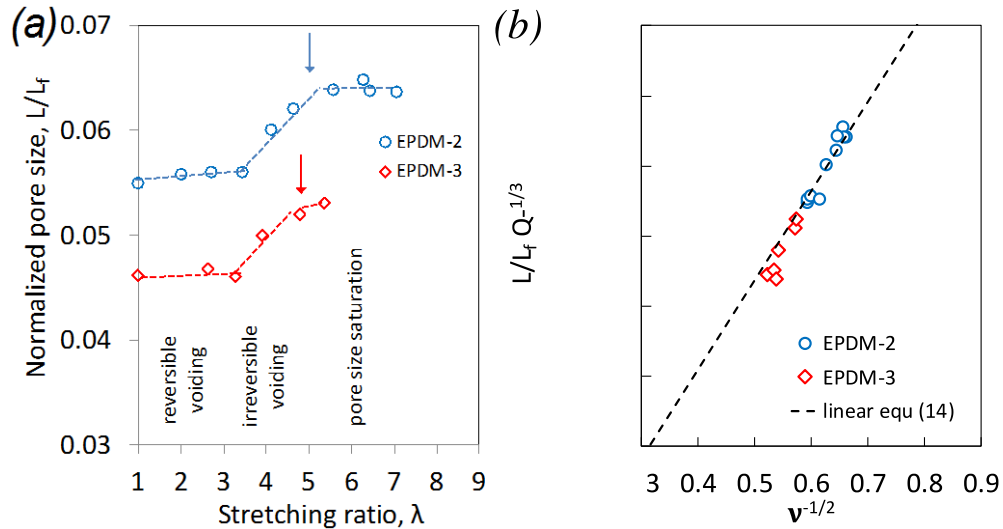 (a)
0.07
0.06
0.05
0.04
0.03
Normalized pore size, L/Lf
EPDM-2
EPDM-3
reversible
voiding
irreversible
voiding
pore size saturation
1 2 3 4 5 6 7 8 9
Stretching ratio, λ
(b)
L/Lf Q-1/3
EPDM-2
EPDM-3
linear equ (14)
3 0.4 0.5 0.6 0.7 0.8 0.9
ν-1/2